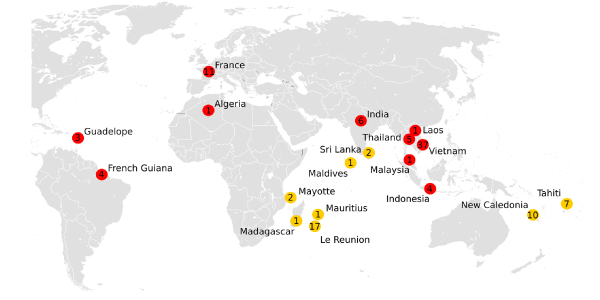 France
11
Algeria
1
Guadelope
3
French Guiana
4
India
6
Laos
1
Thailand
5
Vietnam
37
Sri Lanka
2
Maldives
1
Malaysia
1
Indonesia
4
Mayotte
2
Mauritius
1
Madagascar
1
Le Reunion
17
New Caledonia
10
Tahiti
7